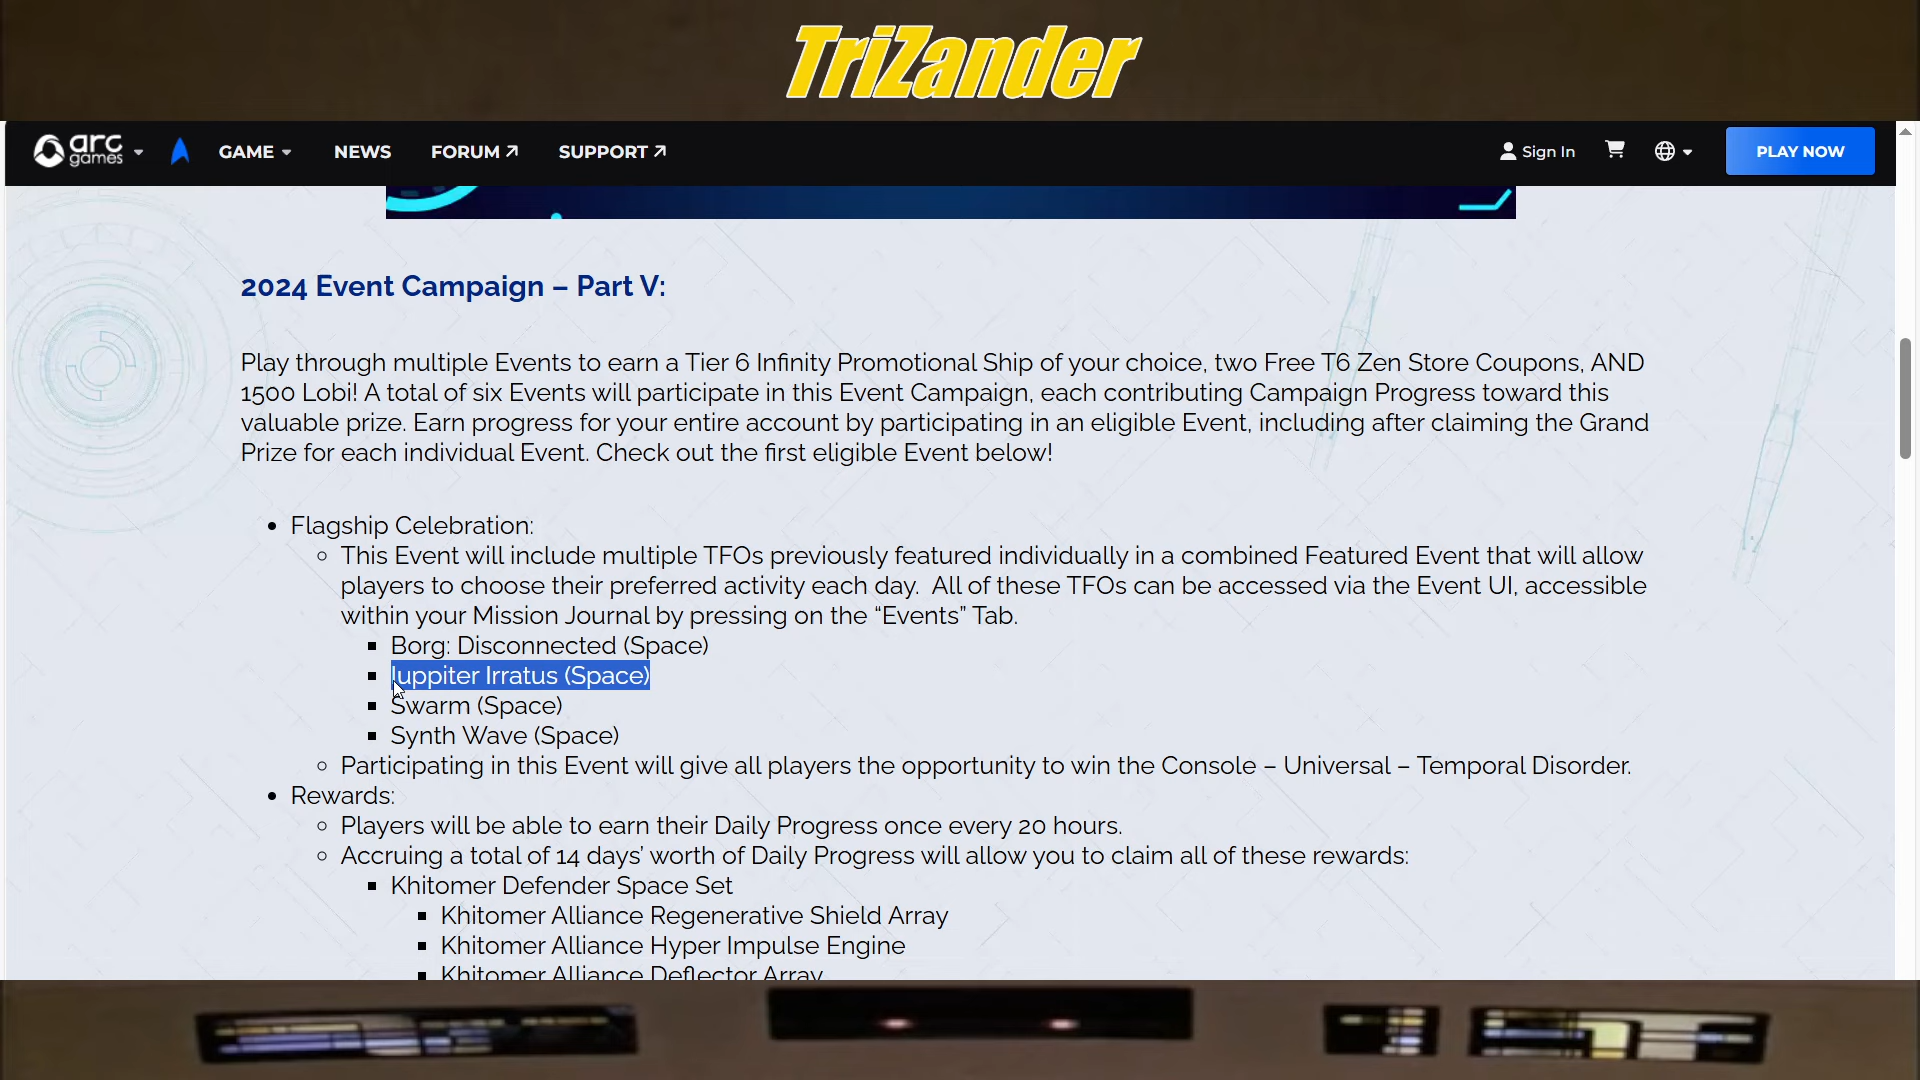 TriZander
arc games
GAME
NEWS
FORUM
SUPPORT
Sign In
PLAY NOW
2024 Event Campaign – Part V:
Play through multiple Events to earn a Tier 6 Infinity Promotional Ship of your choice, two Free T6 Zen Store Coupons, AND
1500 Lobi! A total of six Events will participate in this Event Campaign, each contributing Campaign Progress toward this
valuable prize. Earn progress for your entire account by participating in an eligible Event, including after claiming the Grand
Prize for each individual Event. Check out the first eligible Event below!
Flagship Celebration:
This Event will include multiple TFOs previously featured individually in a combined Featured Event that will allow
players to choose their preferred activity each day. All of these TFOs can be accessed via the Event UI, accessible
within your Mission Journal by pressing on the “Events” Tab.
Borg: Disconnected (Space)
Iuppiter Irratus (Space)
Swarm (Space)
Synth Wave (Space)
Participating in this Event will give all players the opportunity to win the Console – Universal – Temporal Disorder.
Rewards:
Players will be able to earn their Daily Progress once every 20 hours.
Accruing a total of 14 days’ worth of Daily Progress will allow you to claim all of these rewards:
Khitomer Defender Space Set
Khitomer Alliance Regenerative Shield Array
Khitomer Alliance Hyper Impulse Engine
Khitomer Alliance Deflector Array